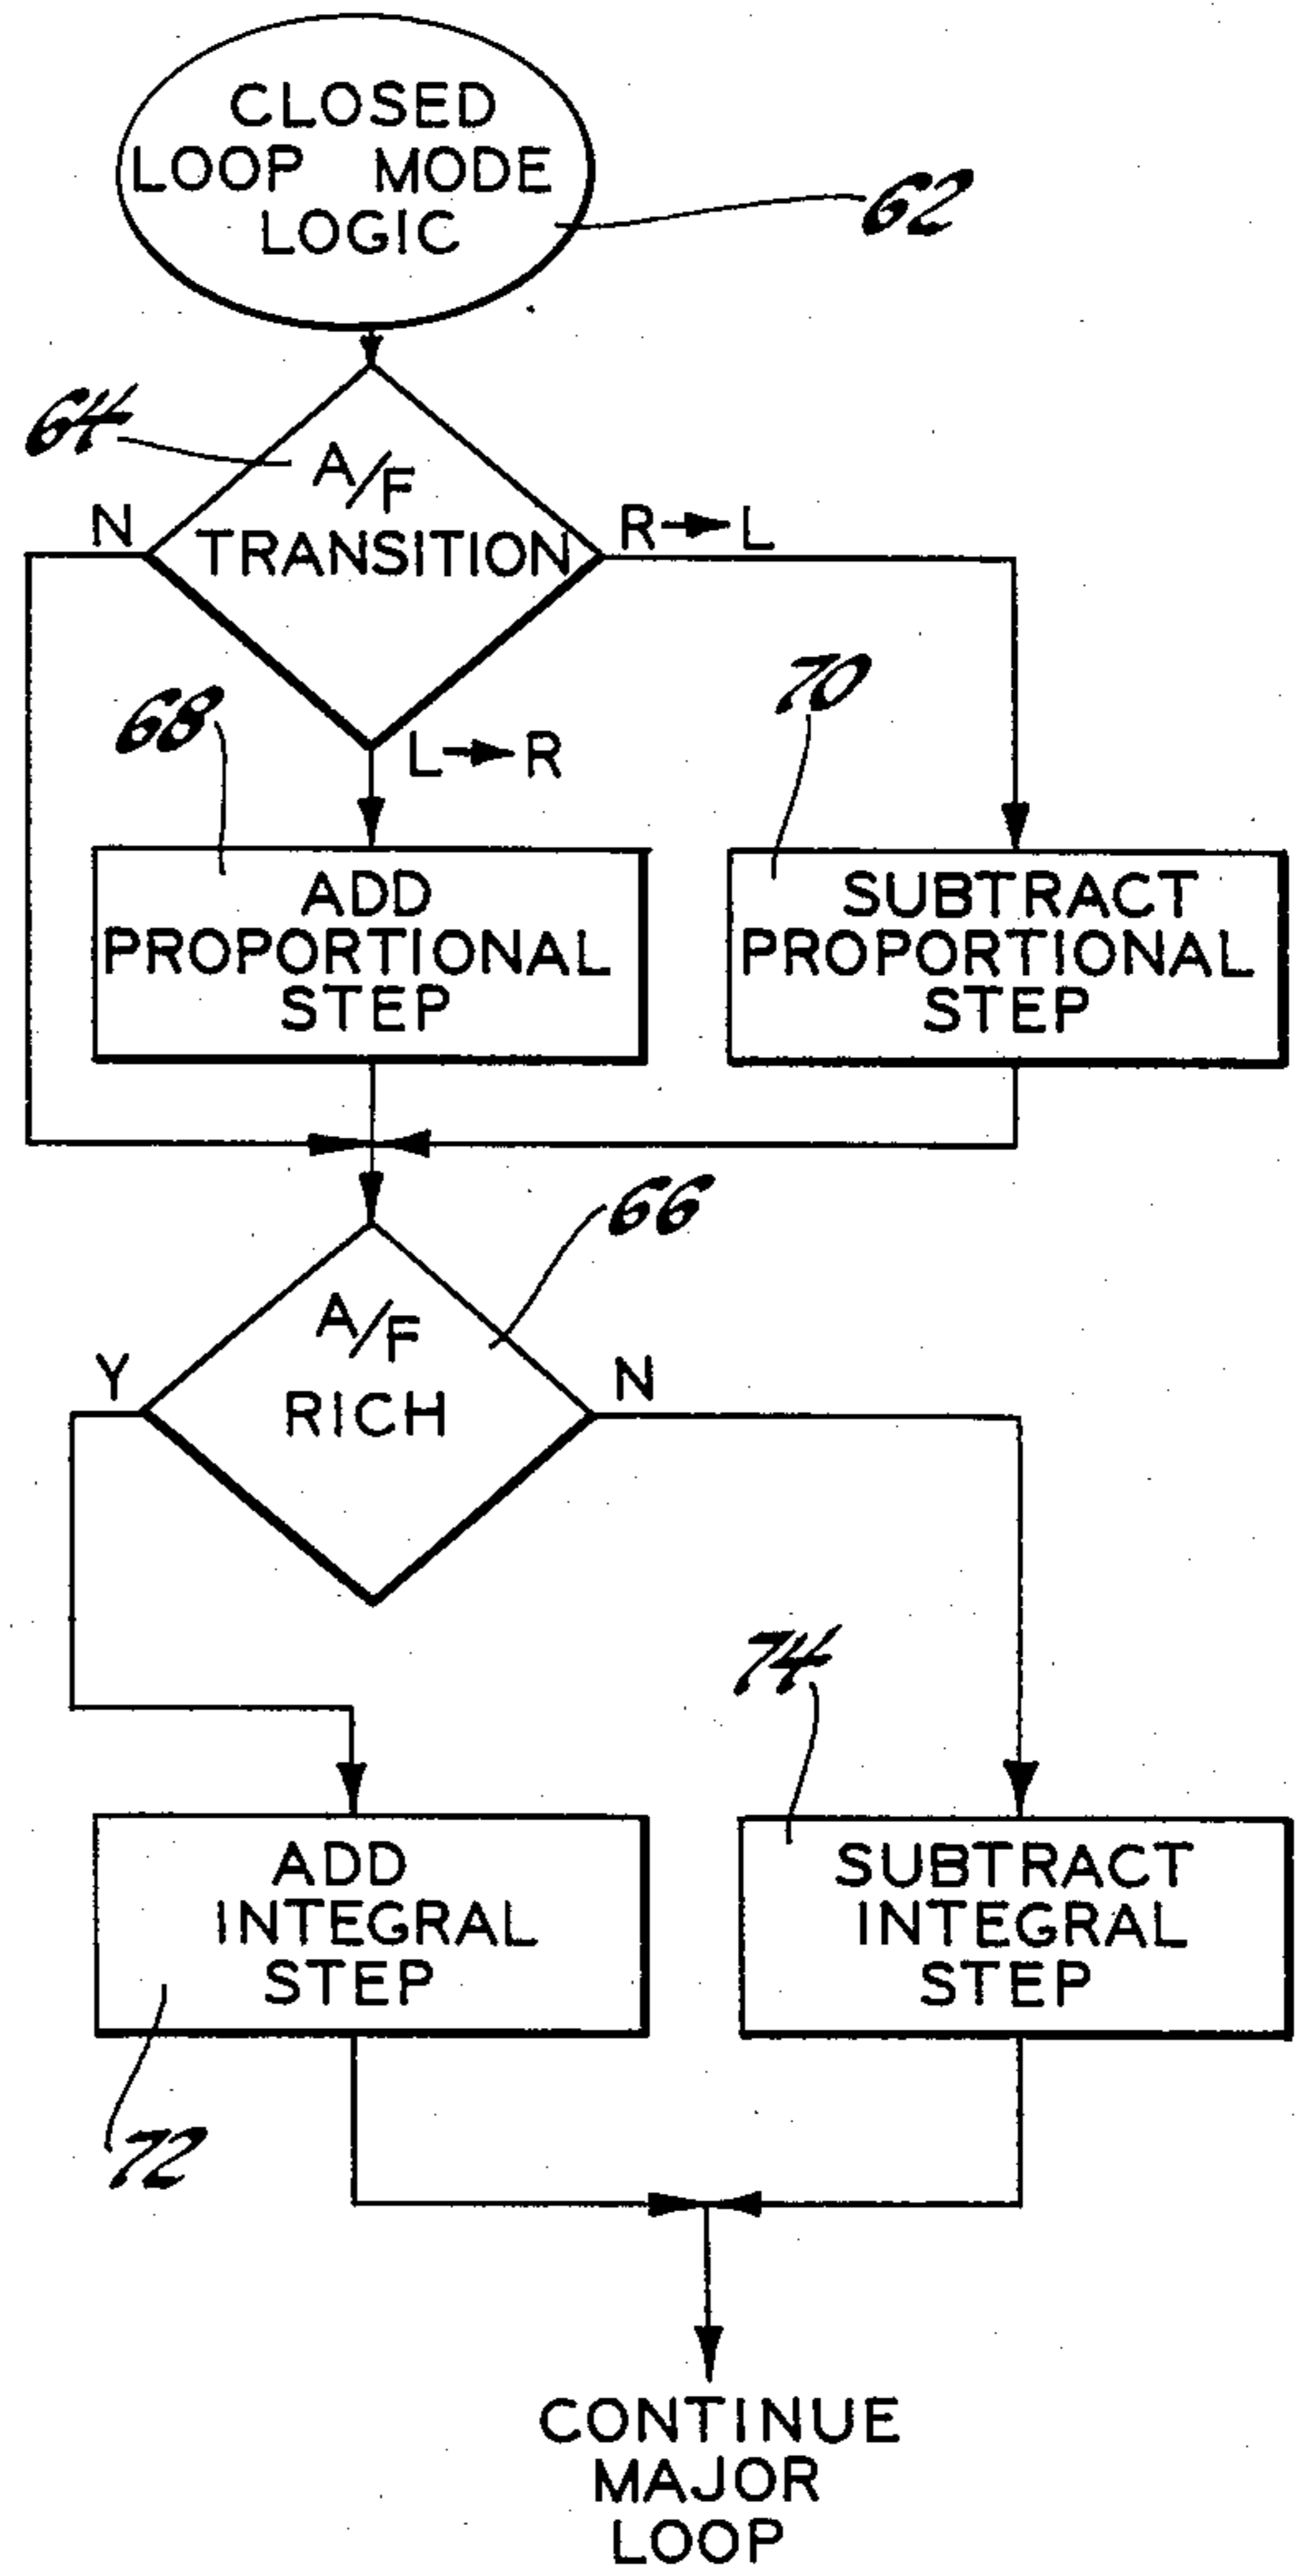 CLOSED
LOOP MODE
LOGIC
62
64
A/F
TRANSITION
N
R→L
L→R
68
70
ADD
PROPORTIONAL
STEP
SUBTRACT
PROPORTIONAL
STEP
66
A/F
RICH
Y
N
74
ADD
INTEGRAL
STEP
SUBTRACT
INTEGRAL
STEP
72
CONTINUE
MAJOR
LOOP